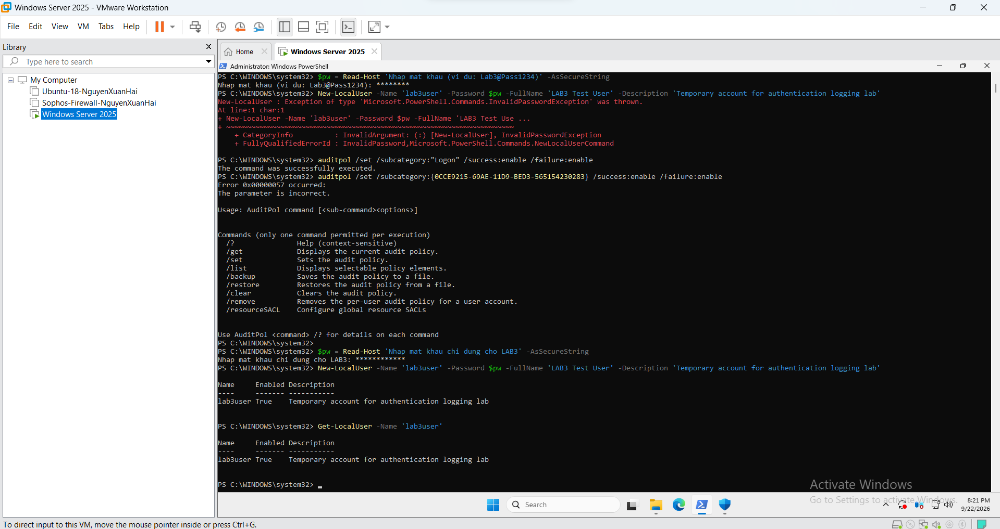 Windows Server 2025 - VMware Workstation
File Edit View VM Tabs Help
Library
Type here to search
My Computer
Ubuntu-18-NguyenXuanHai
Sophos-Firewall-NguyenXuanHai
Windows Server 2025
Home
Windows Server 2025
Administrator: Windows PowerShell
PS C:\WINDOWS\system32> $pw = Read-Host 'Nhap mat khau (vi du: Lab3@Pass1234)' -AsSecureString
Nhap mat khau (vi du: Lab3@Pass1234): ********
PS C:\WINDOWS\system32> New-LocalUser -Name 'lab3user' -Password $pw -FullName 'LAB3 Test User' -Description 'Temporary account for authentication logging lab'
New-LocalUser : Exception of type 'Microsoft.PowerShell.Commands.InvalidPasswordException' was thrown.
At line:1 char:1
+ New-LocalUser -Name 'lab3user' -Password $pw -FullName 'LAB3 Test Use ...
+ ~~~~~~~~~~~~~~~~~~~~~~~~~~~~~~~~~~~~~~~~~~~~~~~~~~~~~~~~~~~~~~~~~~~~~
+ CategoryInfo          : InvalidArgument: (:) [New-LocalUser], InvalidPasswordException
+ FullyQualifiedErrorId : InvalidPassword,Microsoft.PowerShell.Commands.NewLocalUserCommand
PS C:\WINDOWS\system32> auditpol /set /subcategory:"Logon" /success:enable /failure:enable
The command was successfully executed.
PS C:\WINDOWS\system32> auditpol /set /subcategory:{0CCE9215-69AE-11D9-BED3-565154230283} /success:enable /failure:enable
Error 0x00000057 occurred:
The parameter is incorrect.
Usage: AuditPol command [<sub-command><options>]
Commands (only one command permitted per execution)
/?               Help (context-sensitive)
/get             Displays the current audit policy.
/set             Sets the audit policy.
/list            Displays selectable policy elements.
/backup          Saves the audit policy to a file.
/restore         Restores the audit policy from a file.
/clear           Clears the audit policy.
/remove          Removes the per-user audit policy for a user account.
/resourceSACL    Configure global resource SACLs
Use AuditPol <command> /? for details on each command
PS C:\WINDOWS\system32>
PS C:\WINDOWS\system32> $pw = Read-Host 'Nhap mat khau chi dung cho LAB3' -AsSecureString
Nhap mat khau chi dung cho LAB3: ************
PS C:\WINDOWS\system32> New-LocalUser -Name 'lab3user' -Password $pw -FullName 'LAB3 Test User' -Description 'Temporary account for authentication logging lab'
Name     Enabled Description
----     ------- -----------
lab3user True    Temporary account for authentication logging lab
PS C:\WINDOWS\system32> Get-LocalUser -Name 'lab3user'
Name     Enabled Description
----     ------- -----------
lab3user True    Temporary account for authentication logging lab
PS C:\WINDOWS\system32>
Activate Windows
Go to Settings to activate Windows.
Search
8:21 PM
9/22/2026
To direct input to this VM, move the mouse pointer inside or press Ctrl+G.